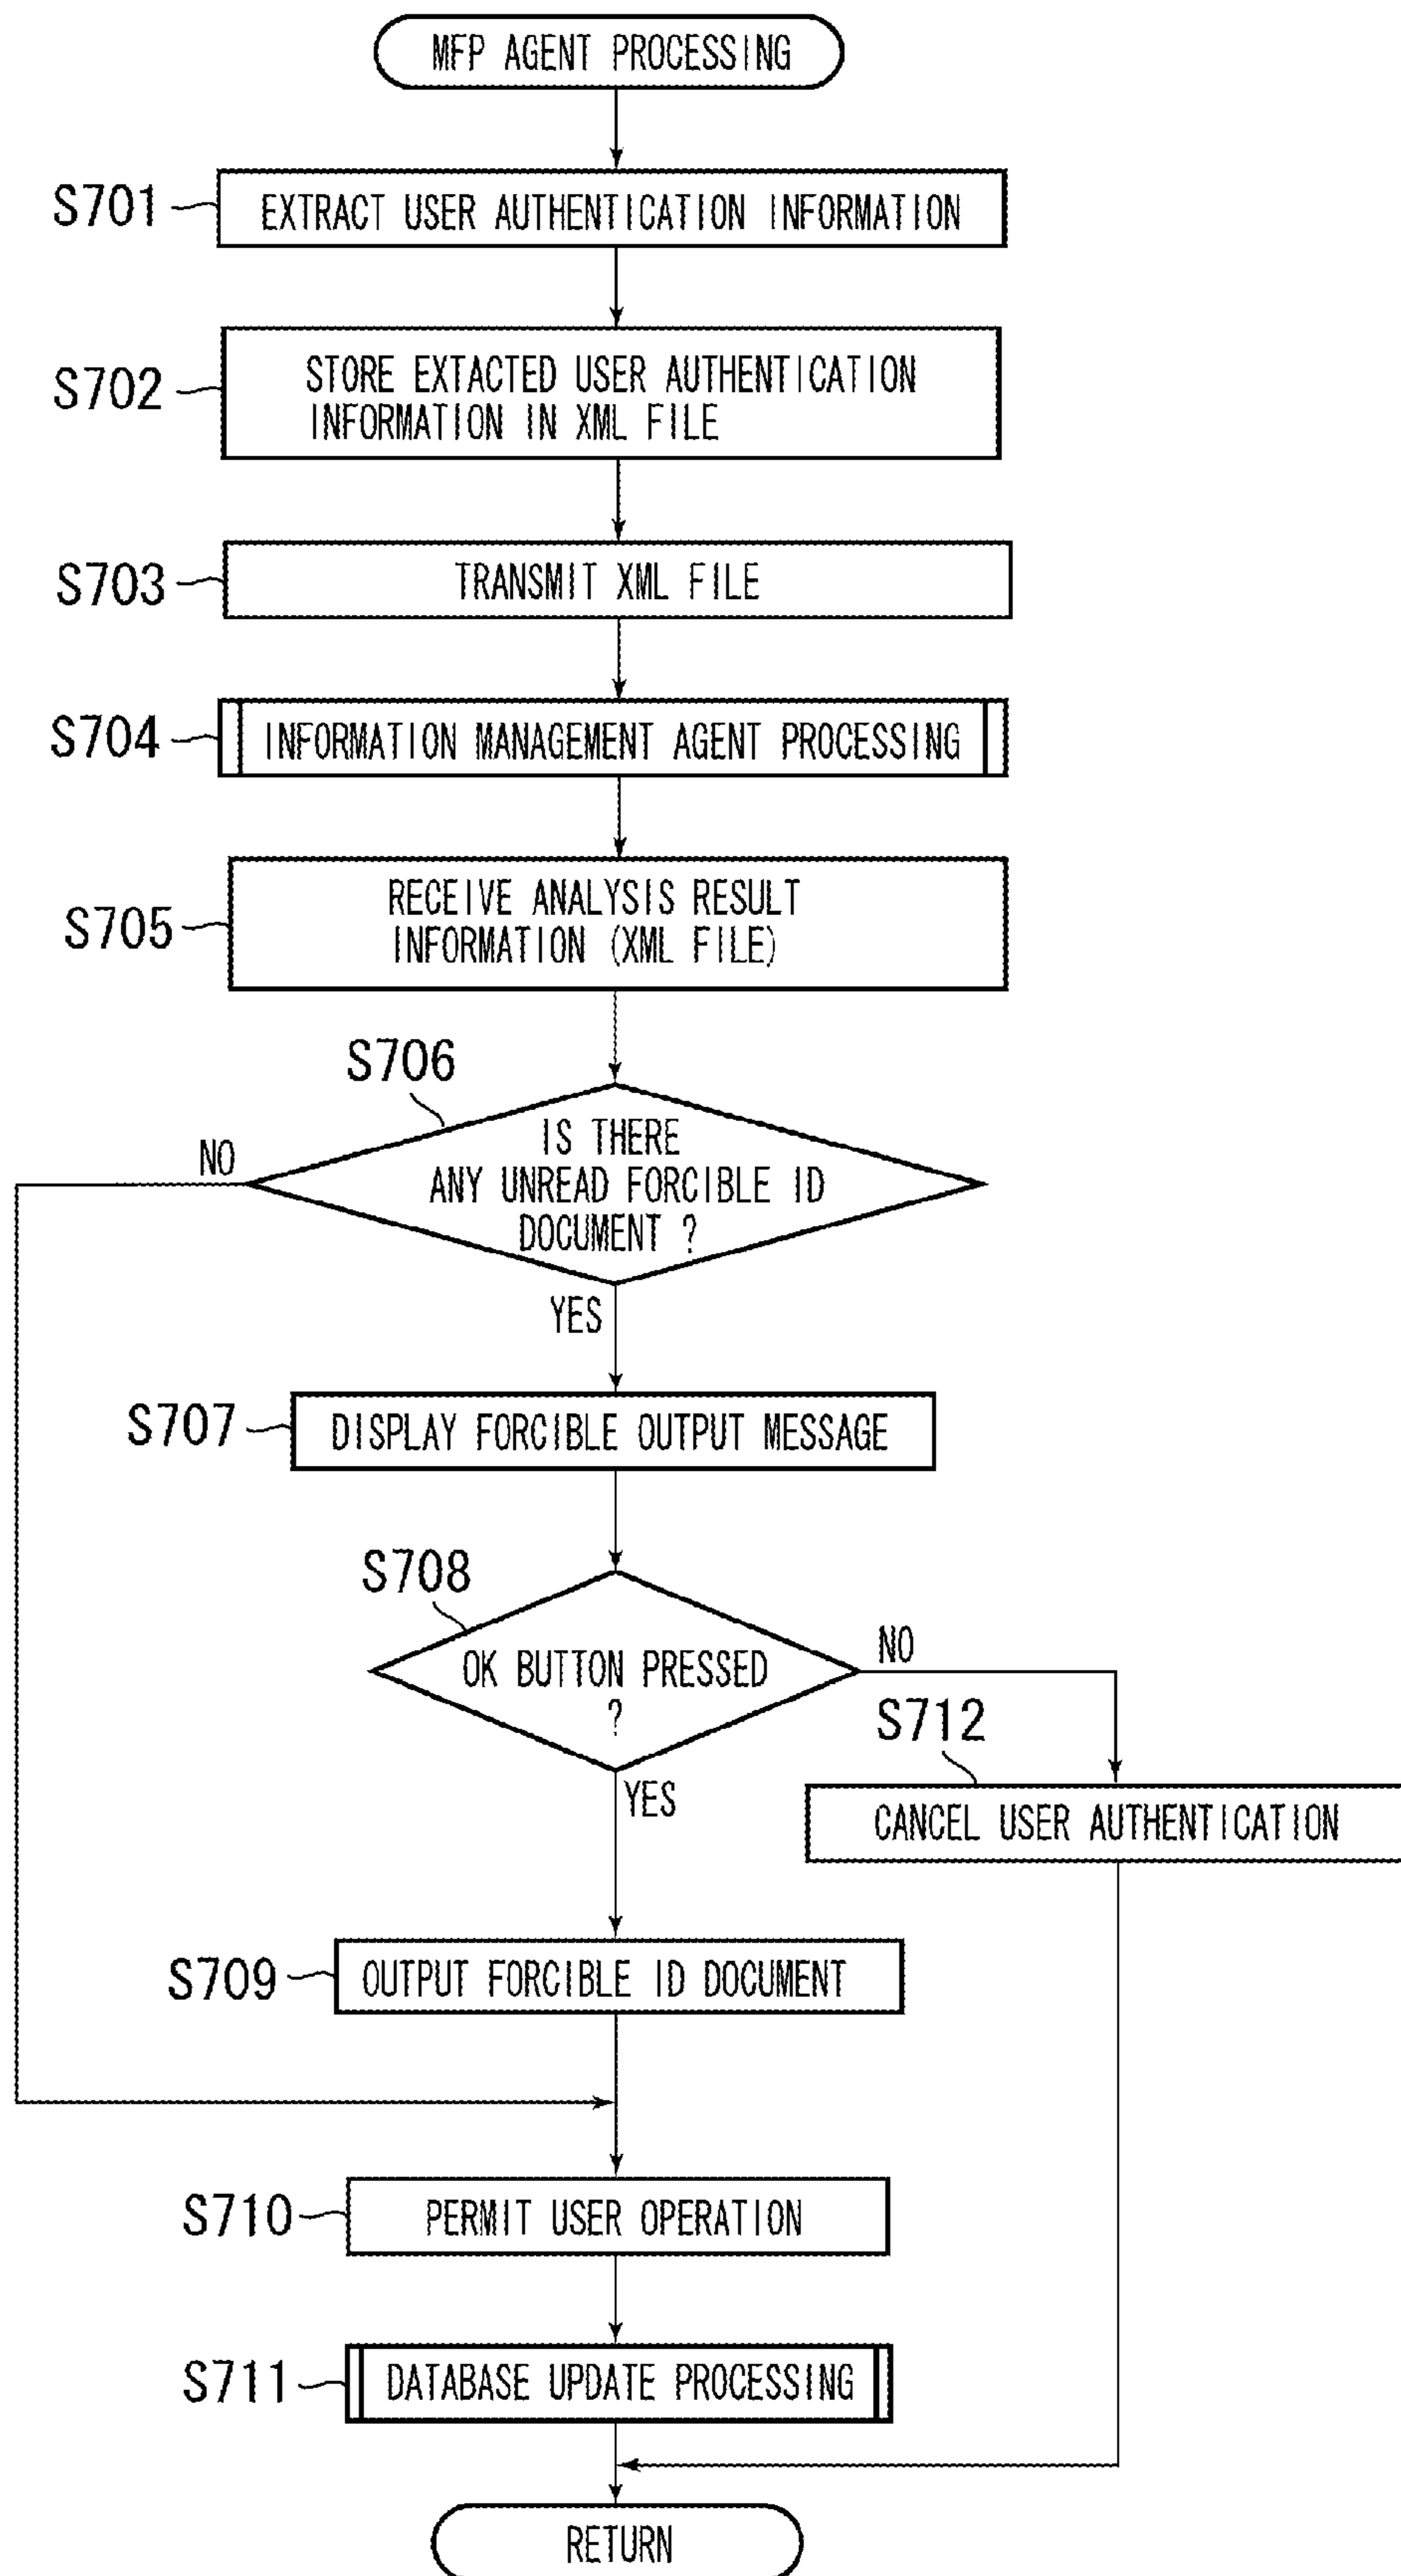 MFP AGENT PROCESSING
S701
EXTRACT USER AUTHENTICATION INFORMATION
S702
STORE EXTACTED USER AUTHENTICATION
INFORMATION IN XML FILE
S703
TRANSMIT XML FILE
S704
INFORMATION MANAGEMENT AGENT PROCESSING
S705
RECEIVE ANALYSIS RESULT
INFORMATION (XML FILE)
S706
IS THERE
ANY UNREAD FORCIBLE ID
DOCUMENT ?
NO
YES
S707
DISPLAY FORCIBLE OUTPUT MESSAGE
S708
OK BUTTON PRESSED
?
NO
YES
S712
CANCEL USER AUTHENTICATION
S709
OUTPUT FORCIBLE ID DOCUMENT
S710
PERMIT USER OPERATION
S711
DATABASE UPDATE PROCESSING
RETURN